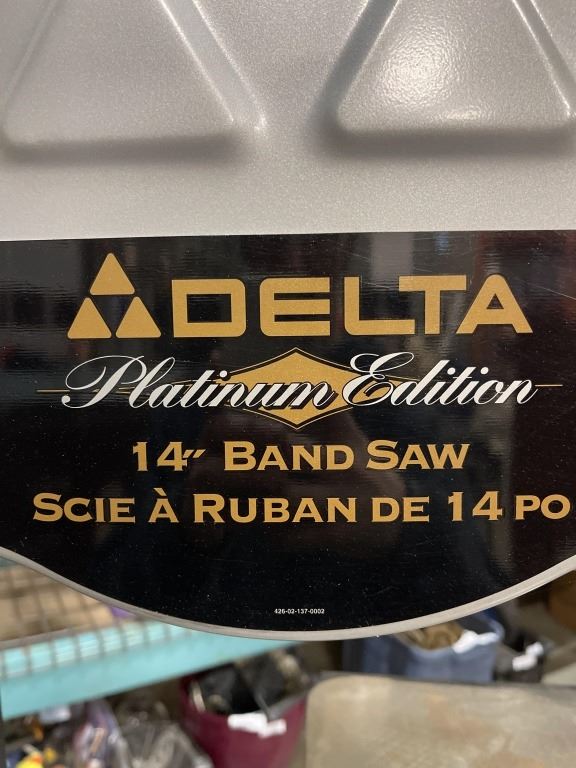 DELTA
Platinum Edition
14" BAND SAW
SCIE À RUBAN DE 14 PO
426-02-137-0002